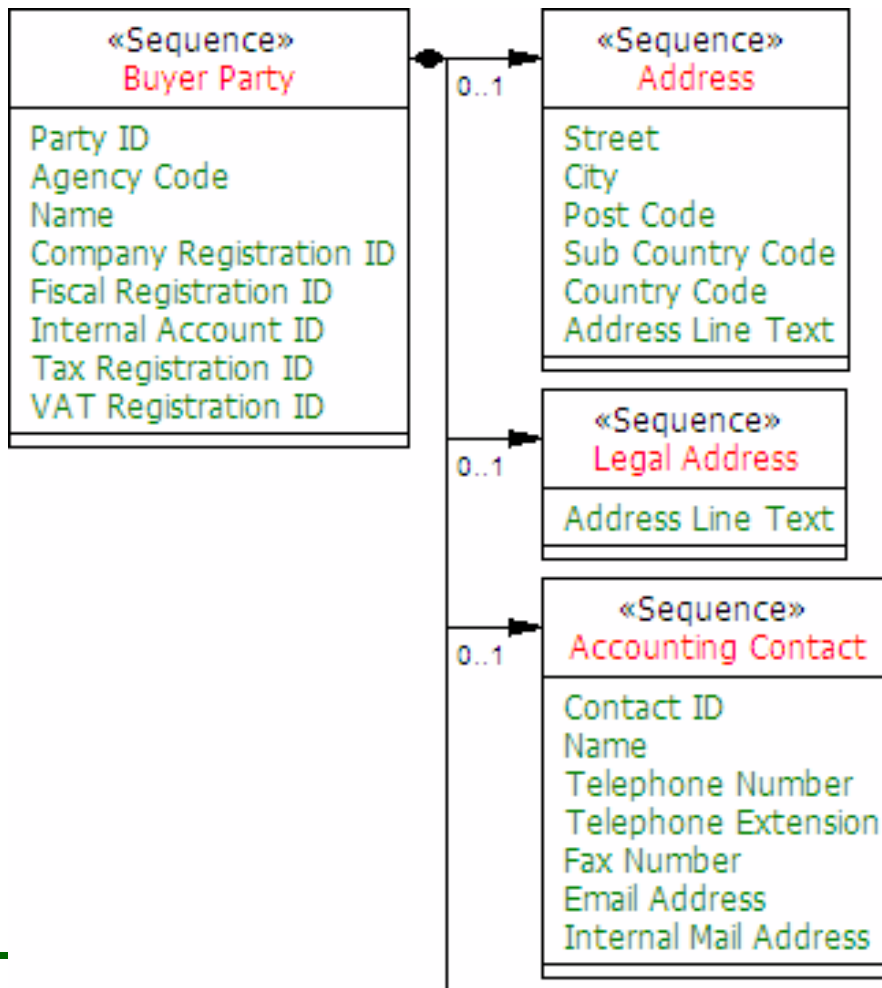 «Sequence»
Buyer Party
Party ID
Agency Code
Name
Company Registration ID
Fiscal Registration ID
Internal Account ID
Tax Registration ID
VAT Registration ID
0..1
«Sequence»
Address
Street
City
Post Code
Sub Country Code
Country Code
Address Line Text
0..1
«Sequence»
Legal Address
Address Line Text
0..1
«Sequence»
Accounting Contact
Contact ID
Name
Telephone Number
Telephone Extension
Fax Number
Email Address
Internal Mail Address